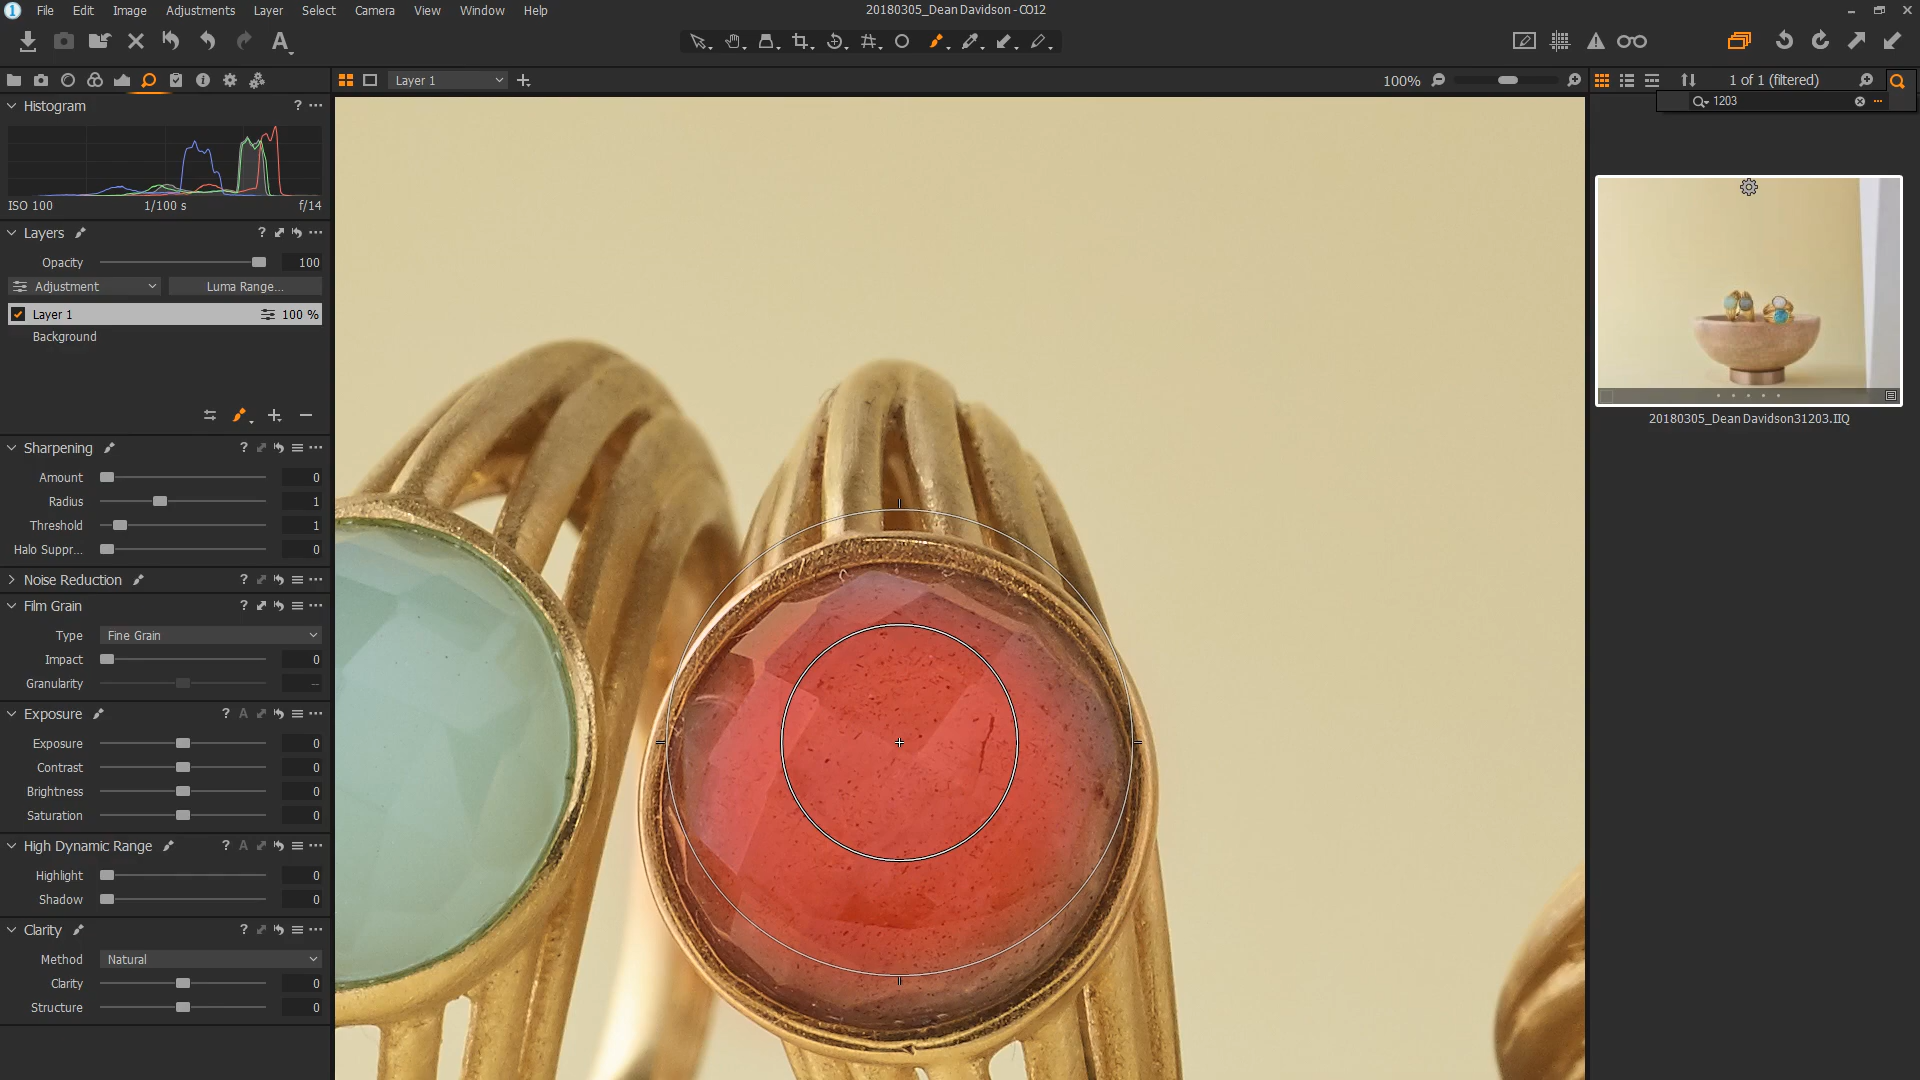 1 File Edit Image Adjustments Layer Select Camera View Window Help 20180305_Dean Davidson - CO12
A
Layer 1 100% 1 of 1 (filtered)
1203
Histogram ? ...
ISO 100 1/100 s f/14
Layers ? ...
Opacity 100
Adjustment Luma Range...
Layer 1 100 %
Background
Sharpening ? ...
Amount 0
Radius 1
Threshold 1
Halo Suppr... 0
Noise Reduction ? ...
Film Grain ? ...
Type Fine Grain
Impact 0
Granularity --
Exposure ? A ...
Exposure 0
Contrast 0
Brightness 0
Saturation 0
High Dynamic Range ? A ...
Highlight 0
Shadow 0
Clarity ? ...
Method Natural
Clarity 0
Structure 0
20180305_Dean Davidson31203.IIQ